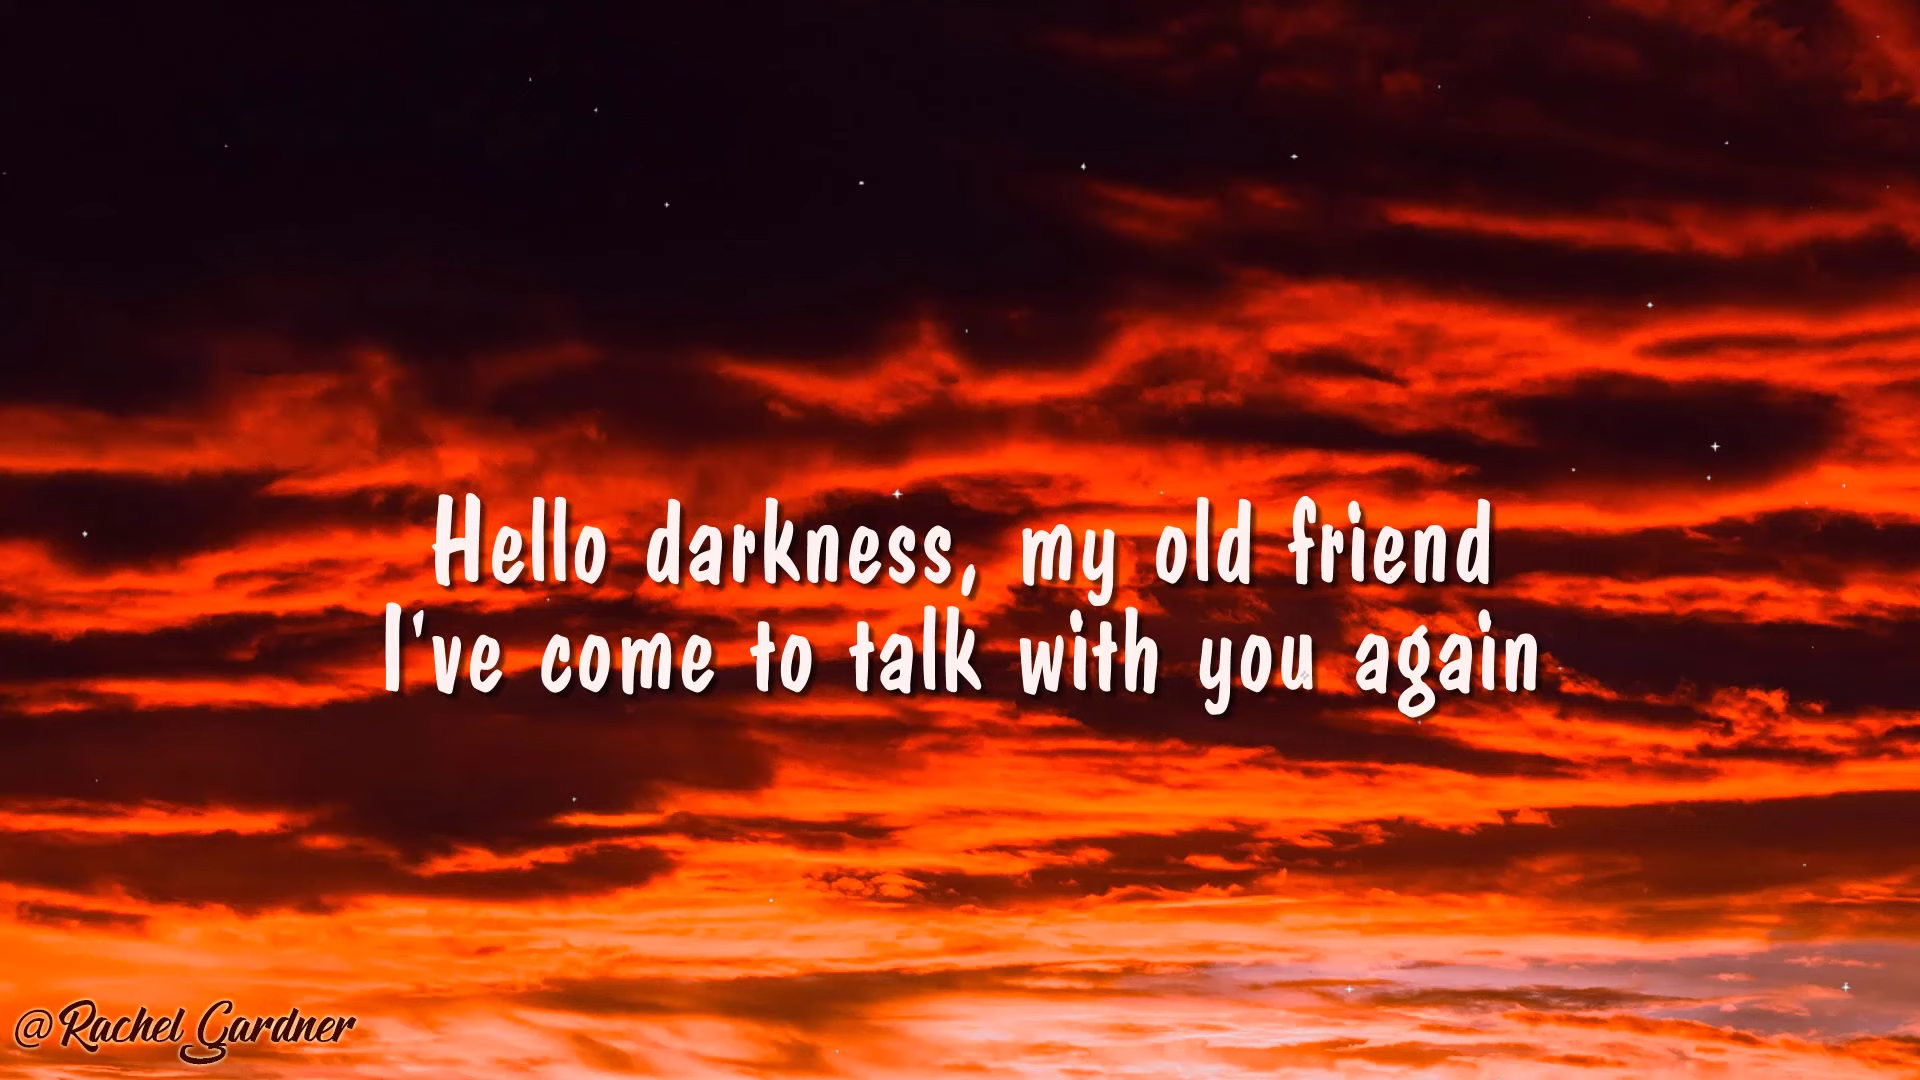 Hello darkness, my old friend
I've come to talk with you again
@Rachel Gardner